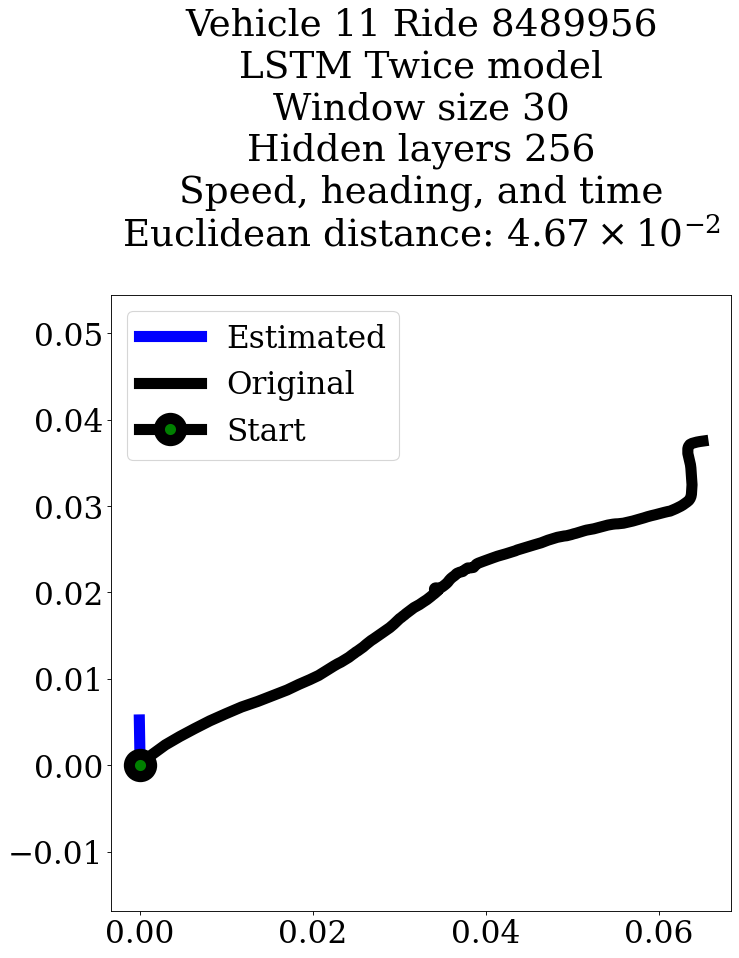 Vehicle 11 Ride 8489956
LSTM Twice model
Window size 30
Hidden layers 256
Speed, heading, and time
Euclidean distance: 4.67 × 10⁻²
Estimated
Original
Start
0.05
0.04
0.03
0.02
0.01
0.00
−0.01
0.00 0.02 0.04 0.06